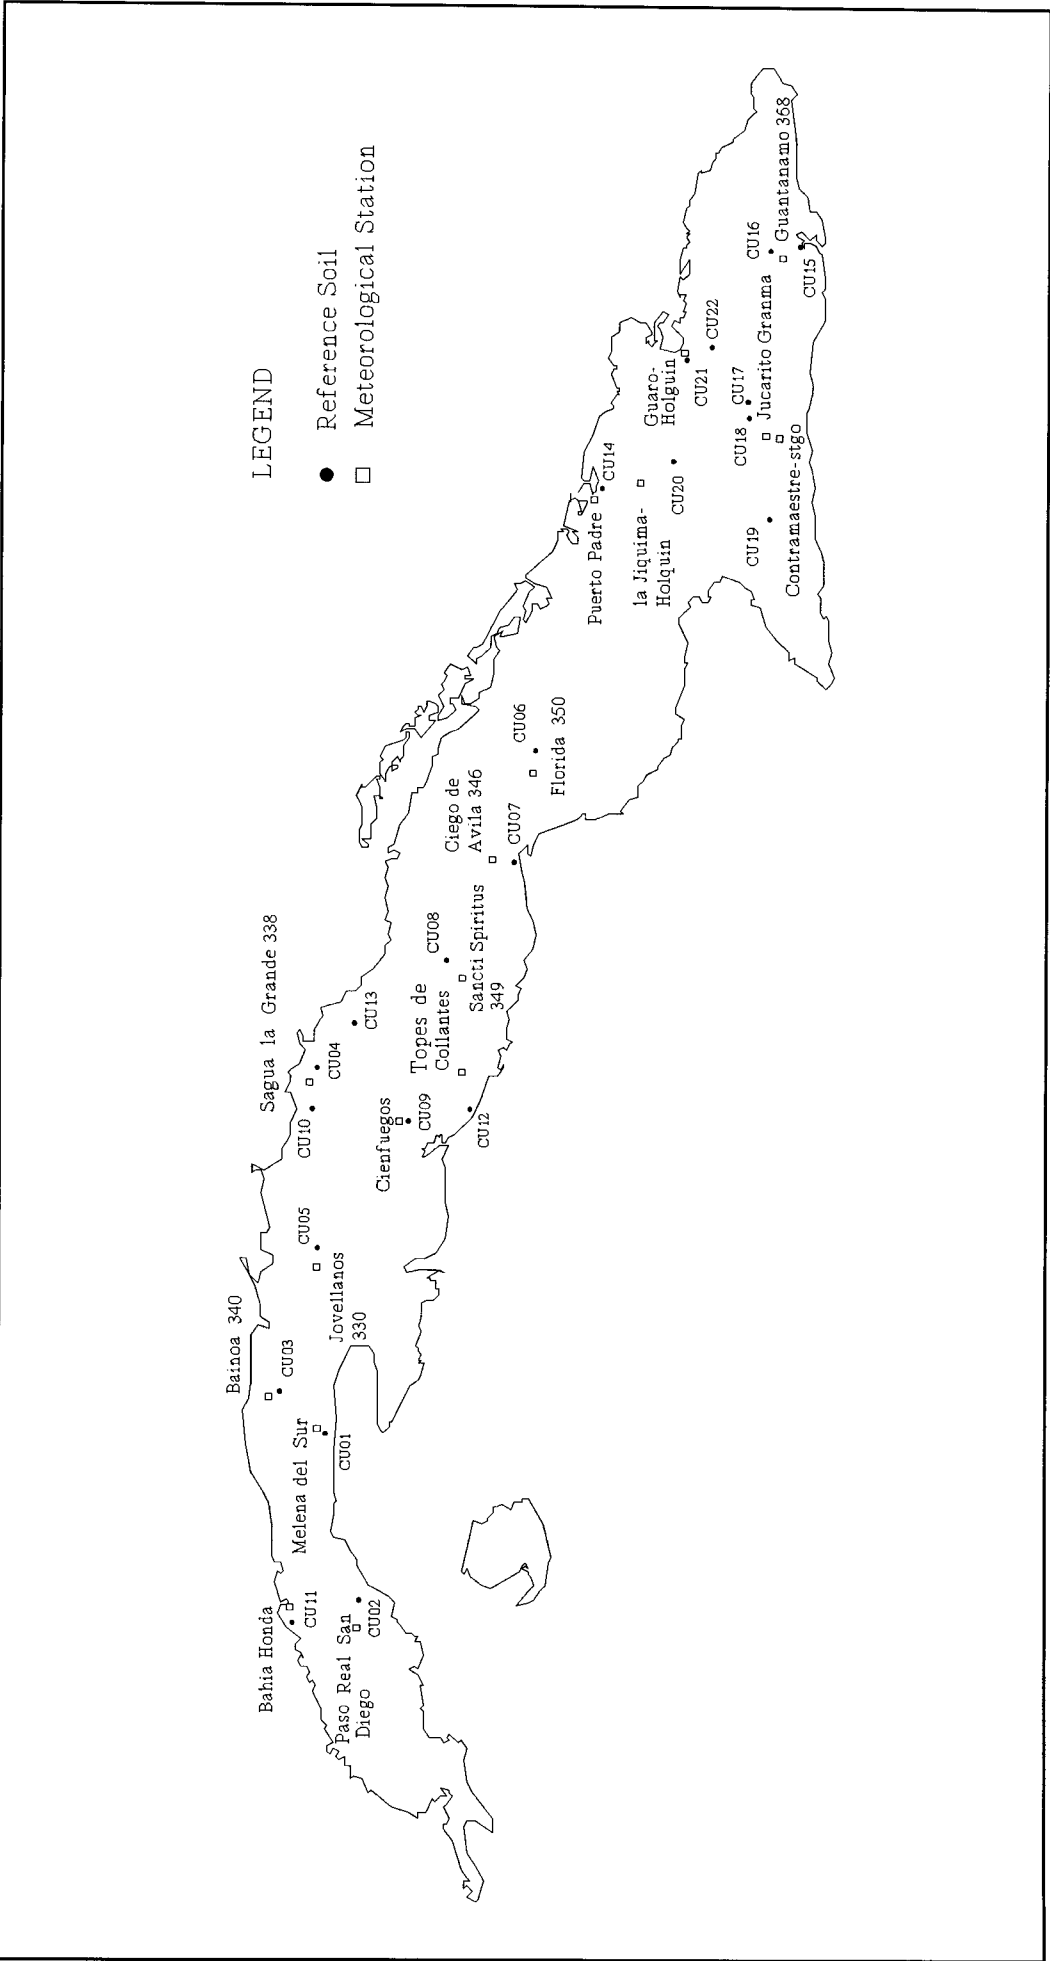 LEGEND
Reference Soil
Meteorological Station
Bahia Honda
CU11
Paso Real San
Diego
CU02
Melena del Sur
CU01
Bainoa 340
CU03
Jovellanos
330
CU05
Sagua la Grande 338
CU10
CU04
CU13
Cienfuegos
CU09
CU12
Topes de
Collantes
CU08
Sancti Spiritus
349
Ciego de
Avila 346
CU07
CU06
Florida 350
Puerto Padre
CU14
la Jiquima-
Holquin
CU20
Guaro-
Holguin
CU21
CU22
CU19
CU18
CU17
Jucarito Granma
Contramaestre-stgo
CU16
Guantanamo 368
CU15